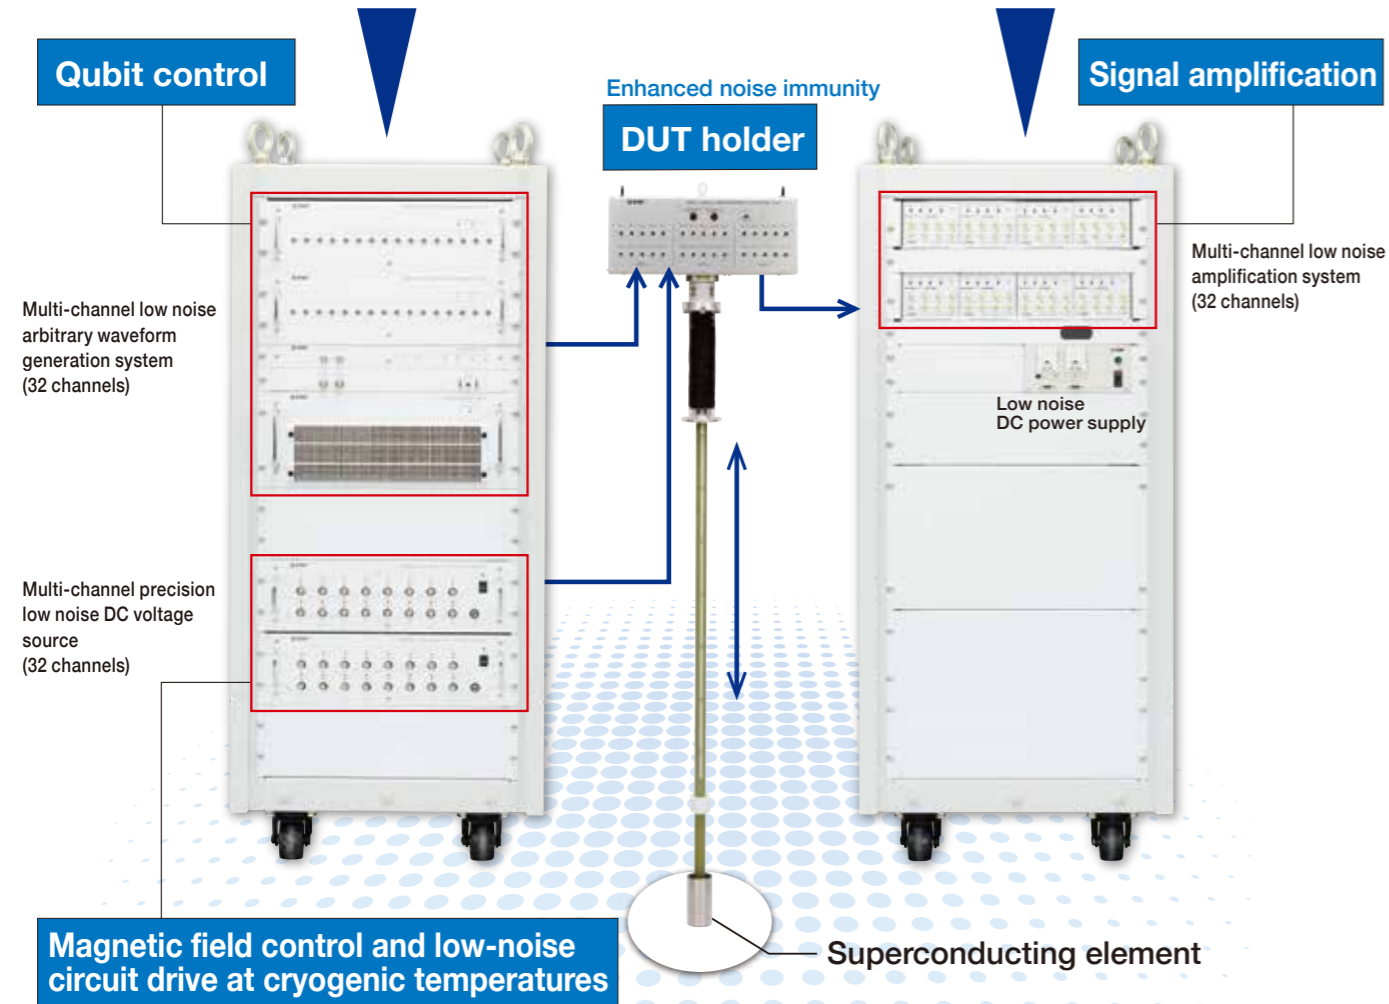 Qubit control
Enhanced noise immunity
DUT holder
Signal amplification
Multi-channel low noise
arbitrary waveform
generation system
(32 channels)
Multi-channel low noise
amplification system
(32 channels)
Low noise
DC power supply
Multi-channel precision
low noise DC voltage
source
(32 channels)
Magnetic field control and low-noise
circuit drive at cryogenic temperatures
Superconducting element